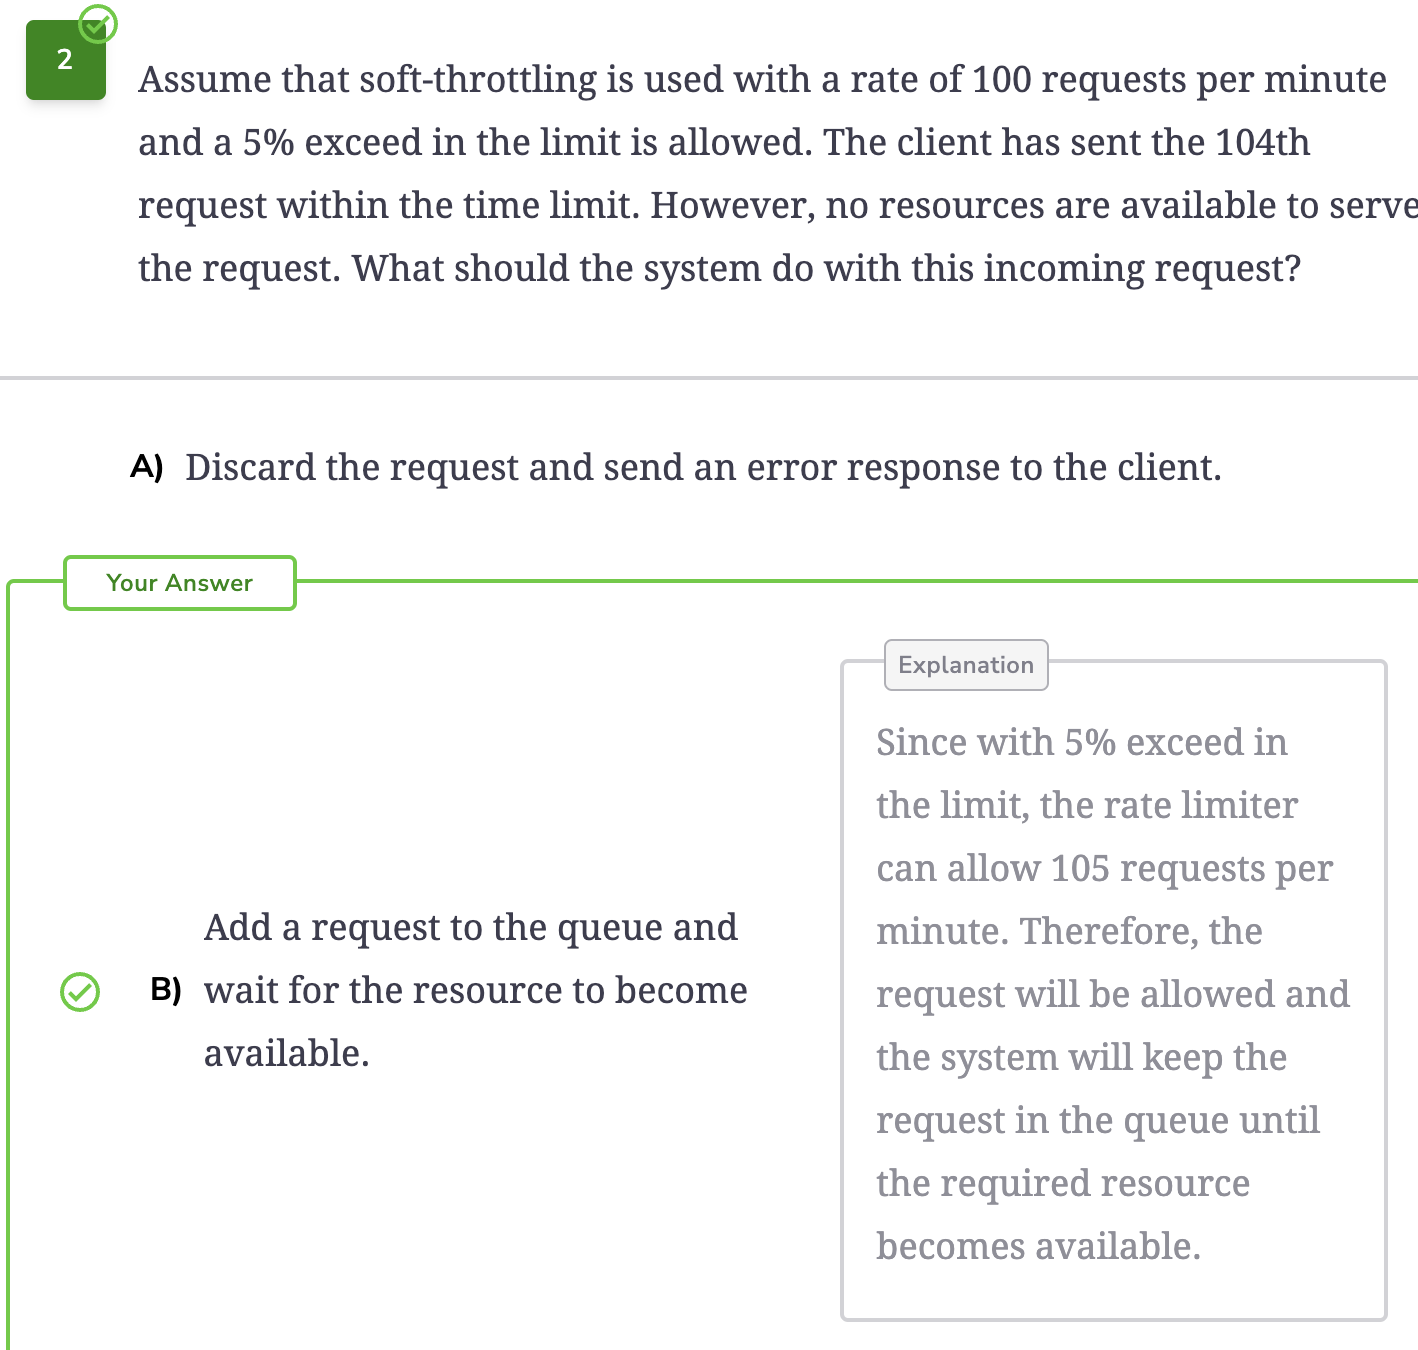 2
Assume that soft-throttling is used with a rate of 100 requests per minute
and a 5% exceed in the limit is allowed. The client has sent the 104th
request within the time limit. However, no resources are available to serve
the request. What should the system do with this incoming request?
A) Discard the request and send an error response to the client.
Your Answer
B) Add a request to the queue and
wait for the resource to become
available.
Explanation
Since with 5% exceed in
the limit, the rate limiter
can allow 105 requests per
minute. Therefore, the
request will be allowed and
the system will keep the
request in the queue until
the required resource
becomes available.